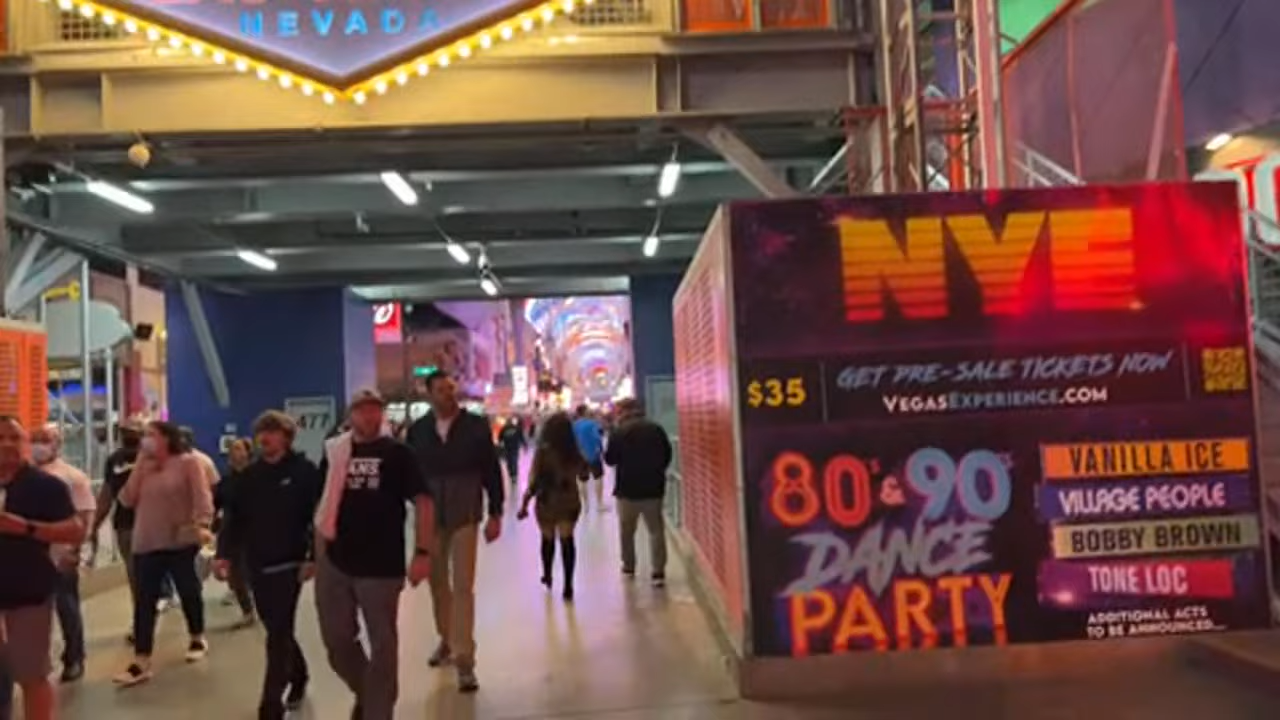 NEVADA
477
VANS
NYE
$35
GET PRE-SALE TICKETS NOW
VEGASEXPERIENCE.COM
80's & 90's
DANCE
PARTY
VANILLA ICE
VILLAGE PEOPLE
BOBBY BROWN
TONE LOC
ADDITIONAL ACTS
TO BE ANNOUNCED...